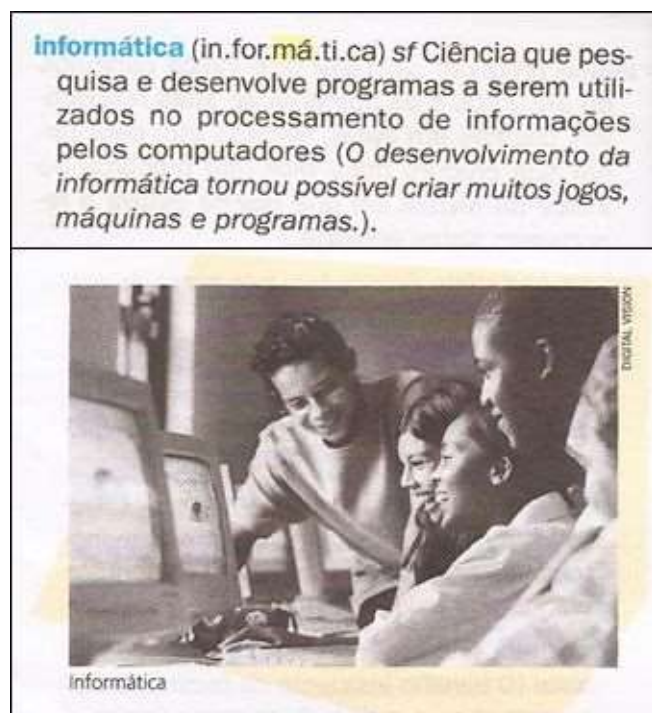 informática (in.for.má.ti.ca) sf Ciência que pes-
quisa e desenvolve programas a serem utili-
zados no processamento de informações
pelos computadores (O desenvolvimento da
informática tornou possível criar muitos jogos,
máquinas e programas.).
DIGITAL VISION
Informática